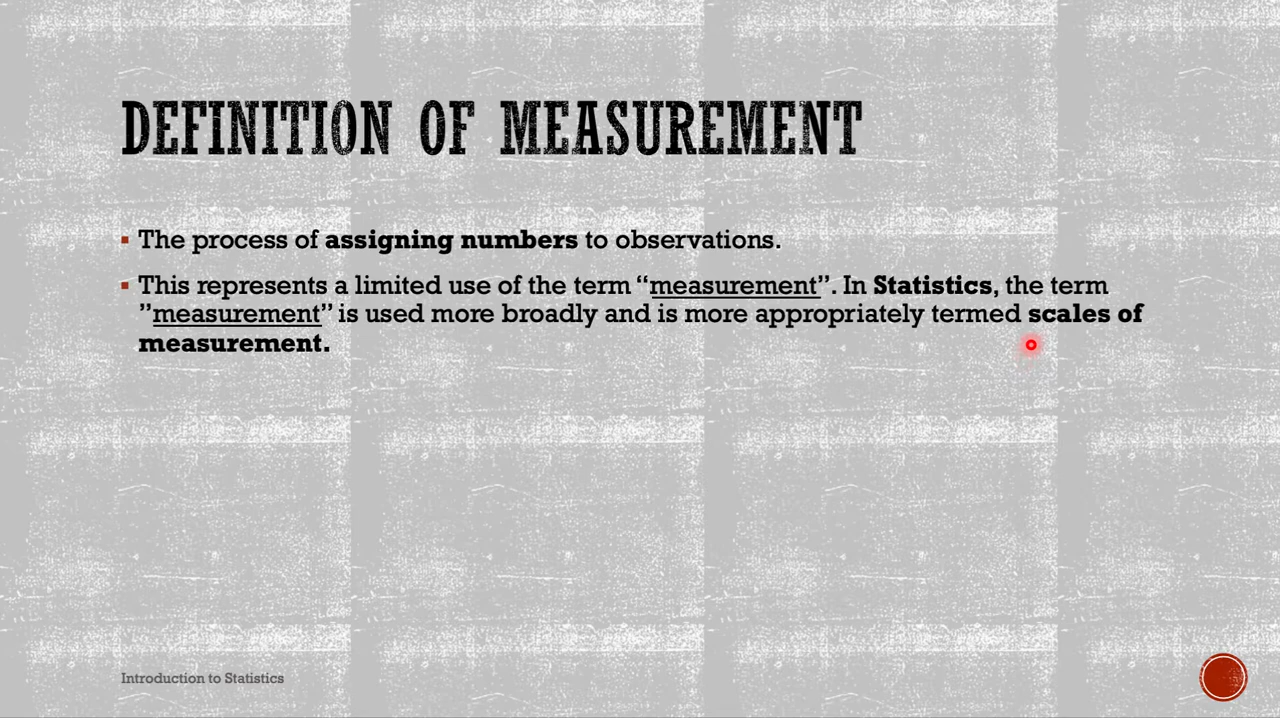 DEFINITION OF MEASUREMENT
▪ The process of assigning numbers to observations.
▪ This represents a limited use of the term “measurement”. In Statistics, the term
”measurement” is used more broadly and is more appropriately termed scales of
measurement.
Introduction to Statistics